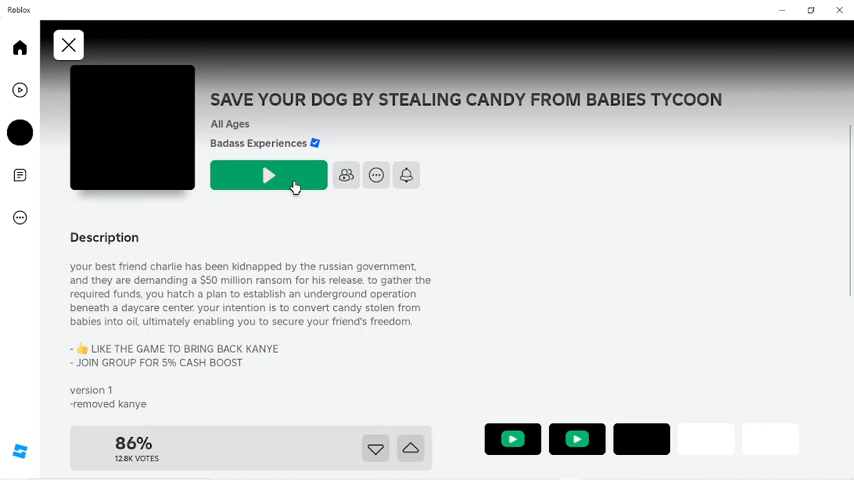 Roblox
SAVE YOUR DOG BY STEALING CANDY FROM BABIES TYCOON
All Ages
Badass Experiences
Description
your best friend charlie has been kidnapped by the russian government,
and they are demanding a $50 million ransom for his release. to gather the
required funds, you hatch a plan to establish an underground operation
beneath a daycare center. your intention is to convert candy stolen from
babies into oil, ultimately enabling you to secure your friend's freedom.
- 👍 LIKE THE GAME TO BRING BACK KANYE
- JOIN GROUP FOR 5% CASH BOOST
version 1
-removed kanye
86%
12.8K VOTES